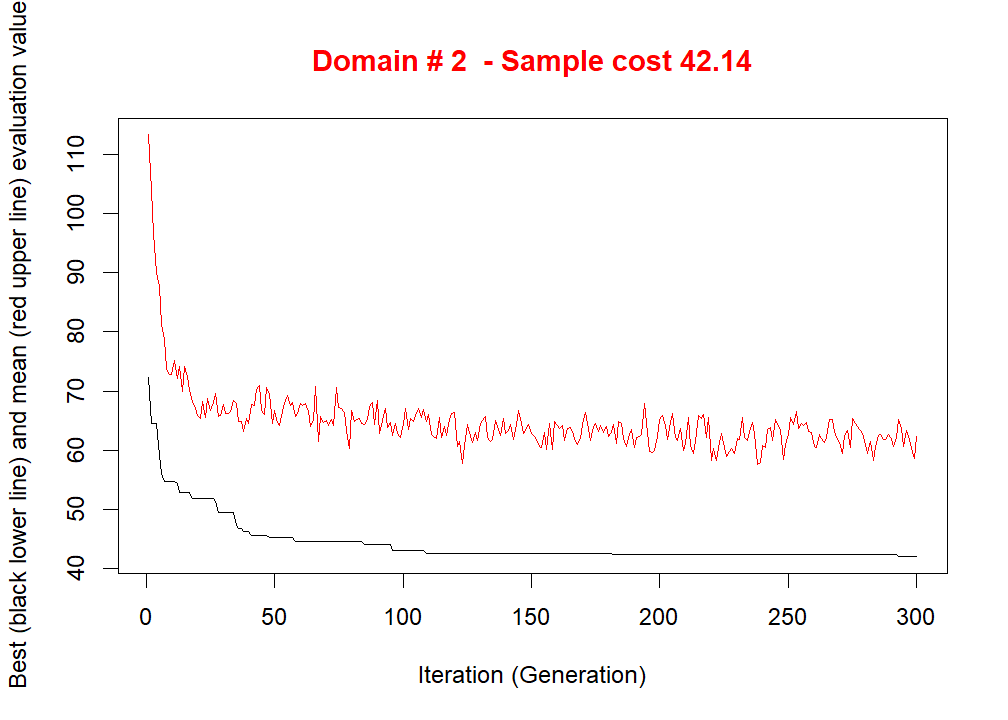 Domain # 2  - Sample cost 42.14
Best (black lower line) and mean (red upper line) evaluation value
110
100
90
80
70
60
50
40
0 50 100 150 200 250 300
Iteration (Generation)